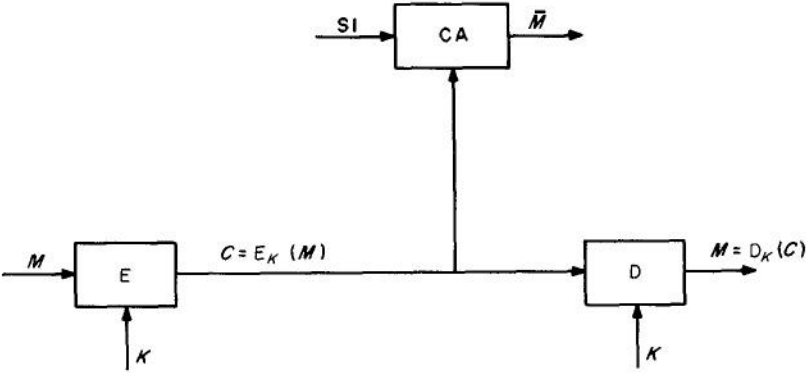 SI CA M̄
M E C = E_K (M) D M = D_K (C)
K K